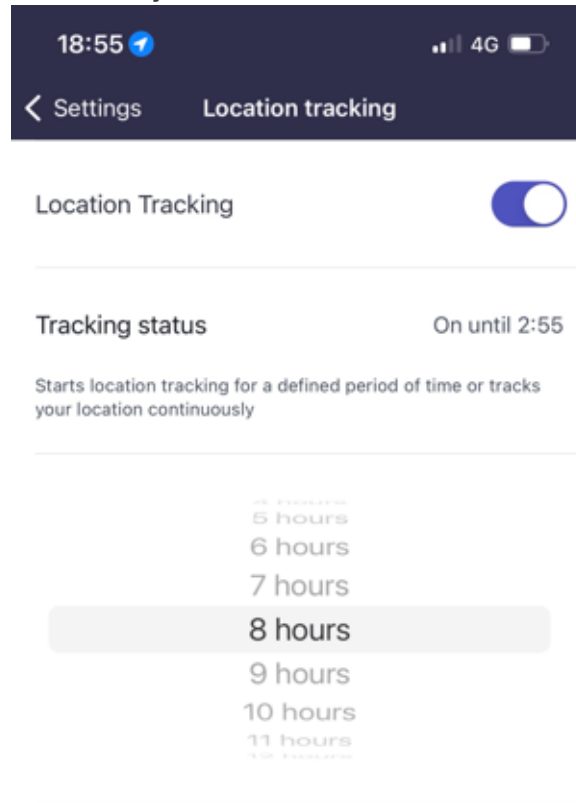 18:55 4G
Settings Location tracking
Location Tracking
Tracking status On until 2:55
Starts location tracking for a defined period of time or tracks
your location continuously
5 hours
6 hours
7 hours
8 hours
9 hours
10 hours
11 hours